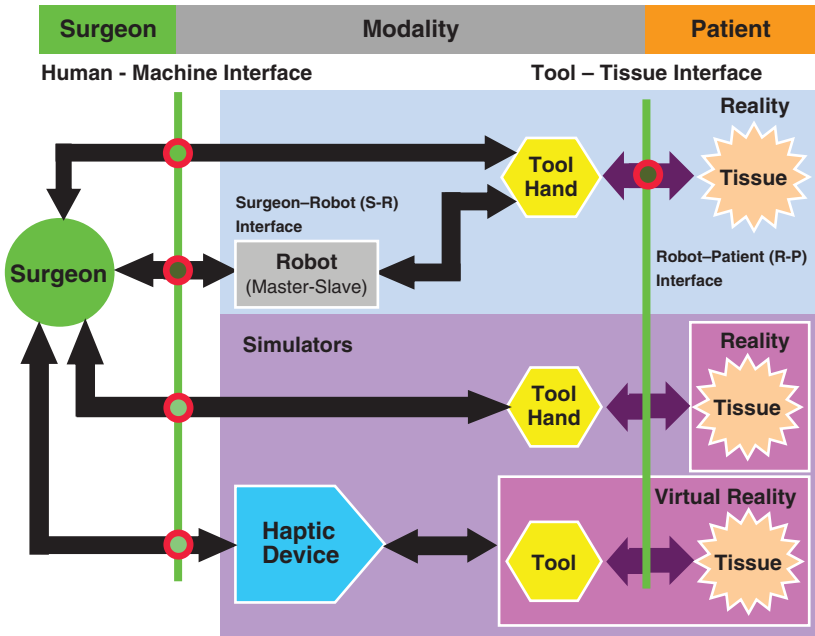 Surgeon
Modality
Patient
Human - Machine Interface
Tool – Tissue Interface
Reality
Tool
Hand
Tissue
Surgeon–Robot (S-R)
Interface
Robot
(Master-Slave)
Surgeon
Robot–Patient (R-P)
Interface
Simulators
Reality
Tool
Hand
Tissue
Virtual Reality
Haptic
Device
Tool
Tissue